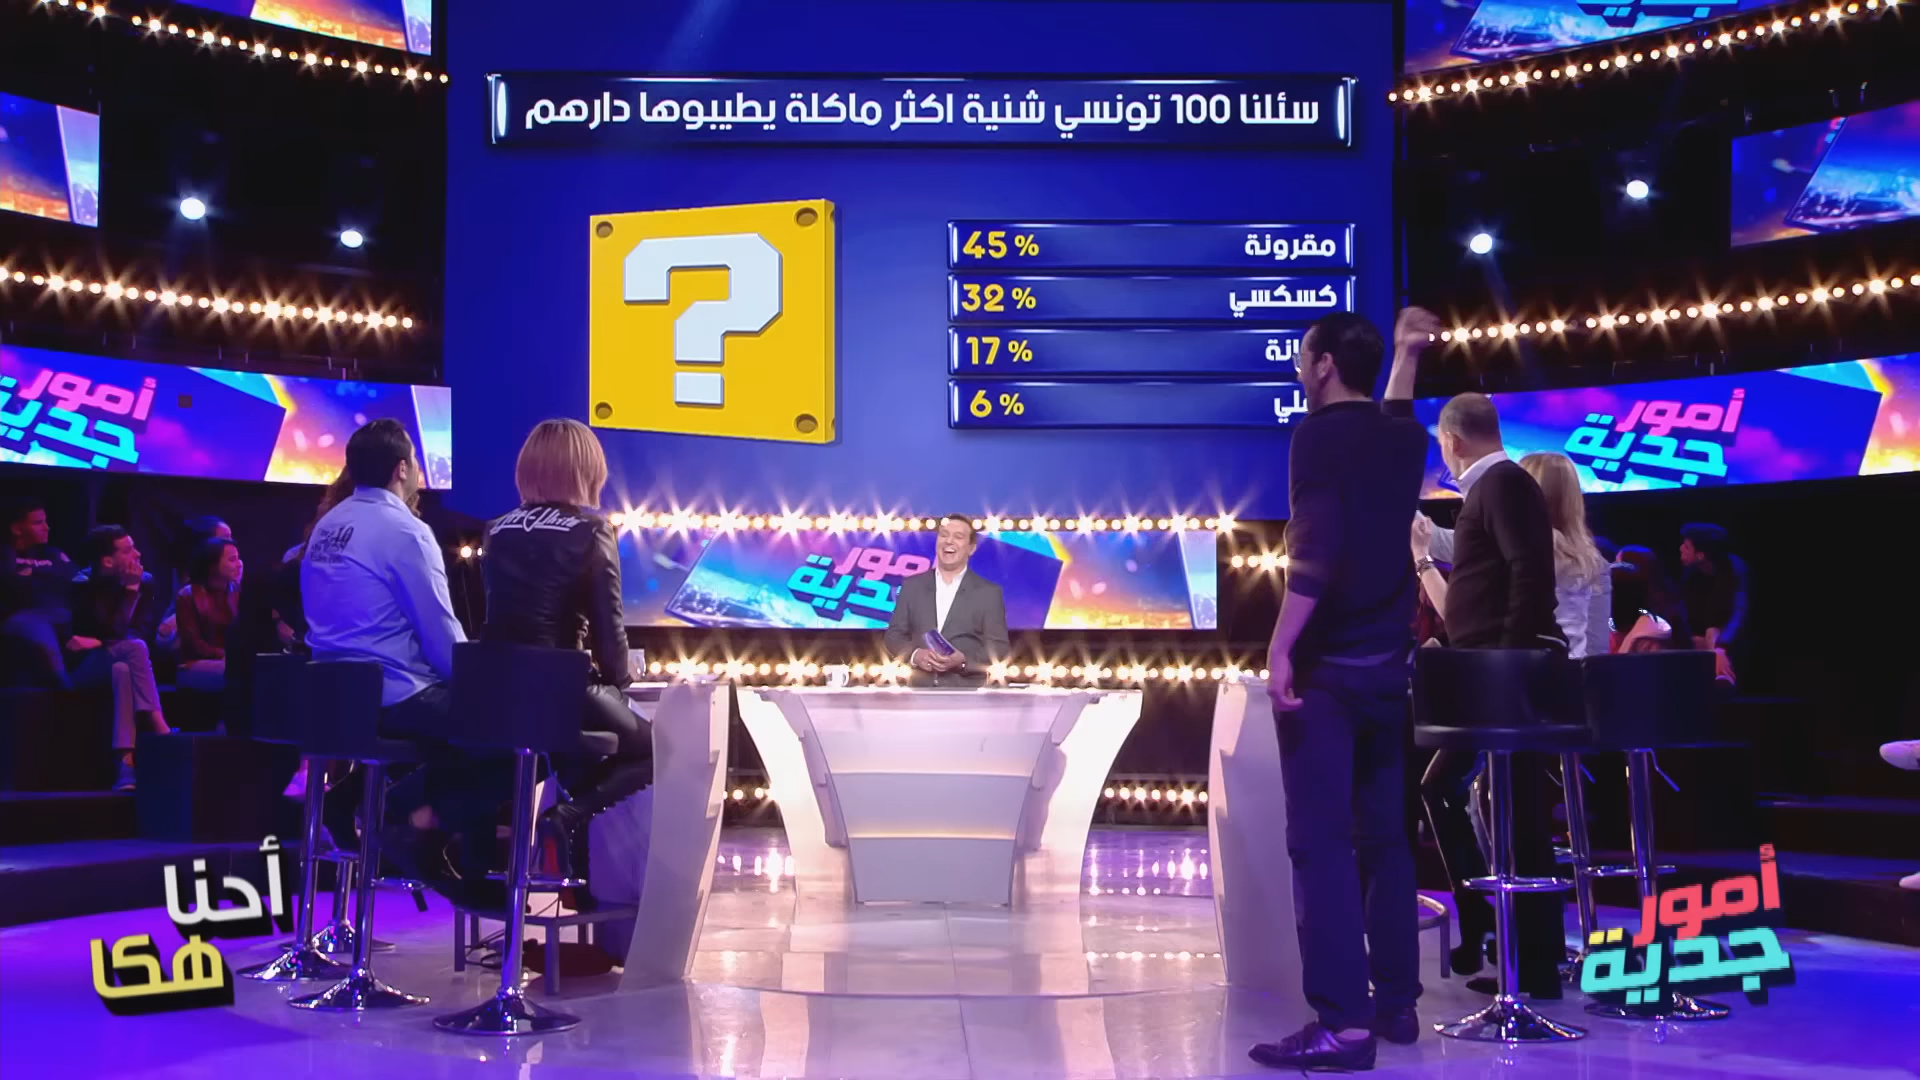 سئلنا 100 تونسي شنية اكثر ماكلة يطيبوها دارهم
مقرونة 45 %
كسكسي 32 %
17 %
6 %
أمور
جدية
أمور
جدية
أمور
جدية
أحنا
هكا
أمور
جدية